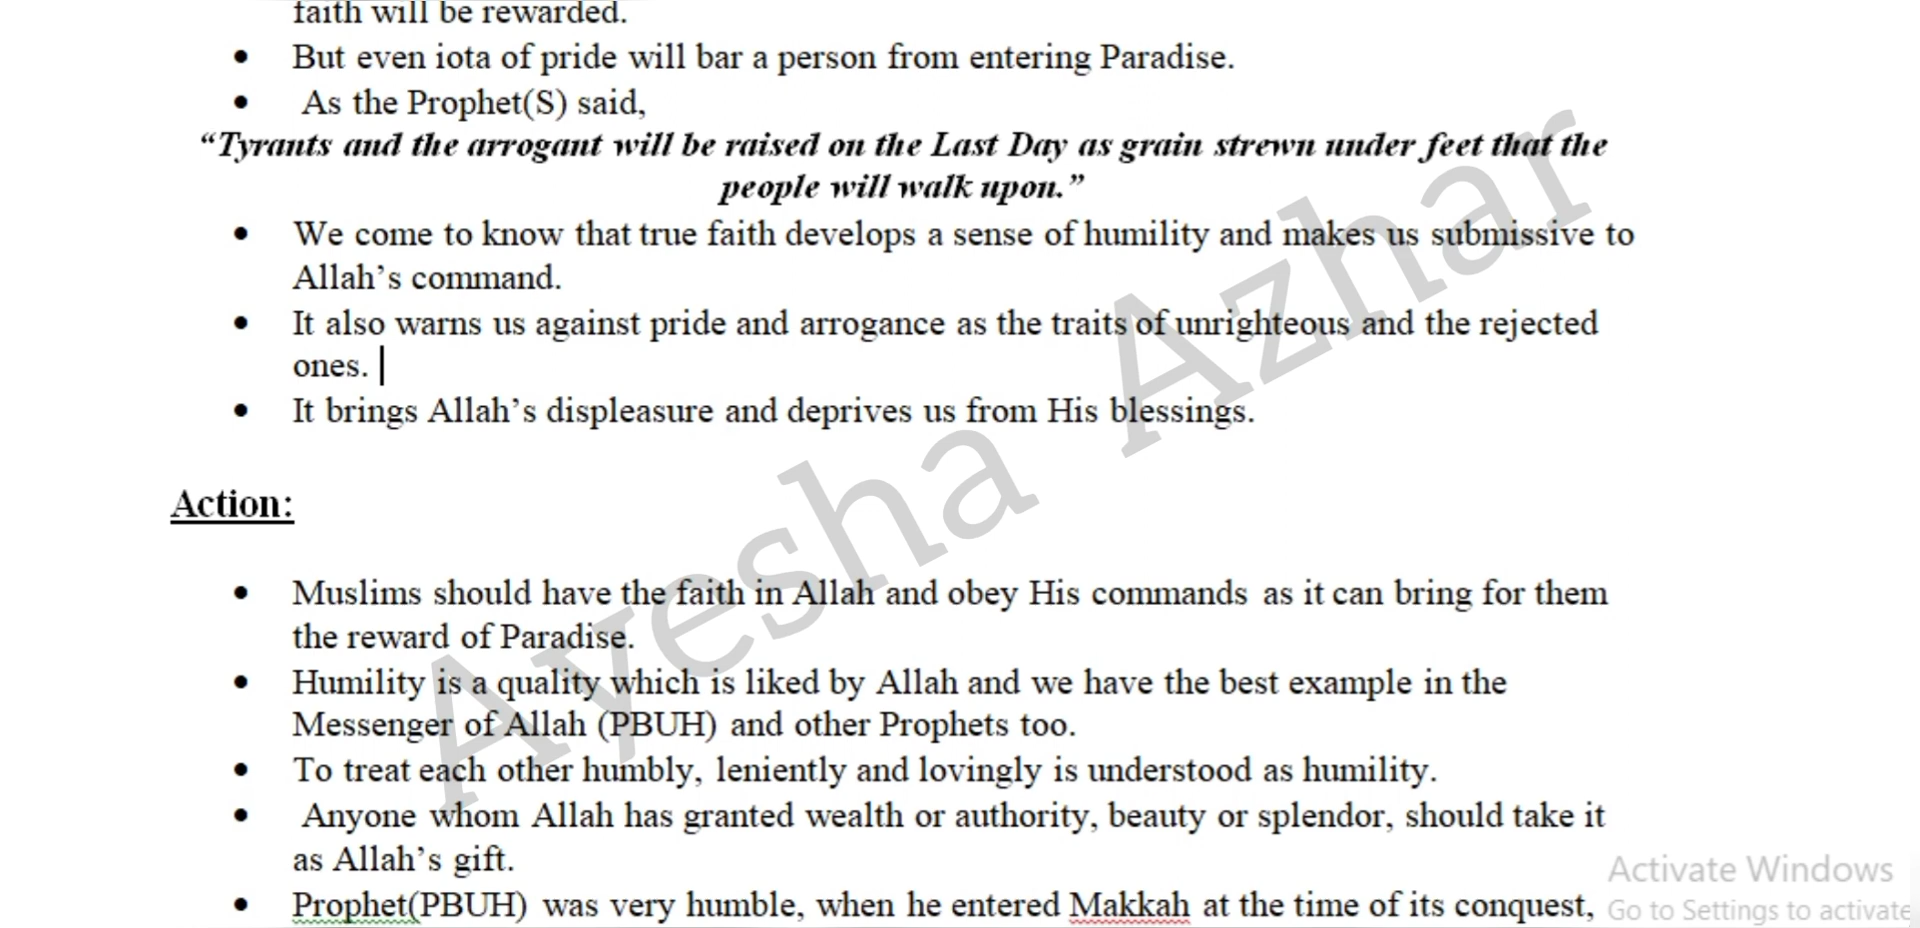 faith will be rewarded.
• But even iota of pride will bar a person from entering Paradise.
• As the Prophet(S) said,
“Tyrants and the arrogant will be raised on the Last Day as grain strewn under feet that the
people will walk upon.”
• We come to know that true faith develops a sense of humility and makes us submissive to
Allah’s command.
• It also warns us against pride and arrogance as the traits of unrighteous and the rejected
ones.
• It brings Allah’s displeasure and deprives us from His blessings.
Action:
• Muslims should have the faith in Allah and obey His commands as it can bring for them
the reward of Paradise.
• Humility is a quality which is liked by Allah and we have the best example in the
Messenger of Allah (PBUH) and other Prophets too.
• To treat each other humbly, leniently and lovingly is understood as humility.
• Anyone whom Allah has granted wealth or authority, beauty or splendor, should take it
as Allah’s gift.
• Prophet(PBUH) was very humble, when he entered Makkah at the time of its conquest,
Ayesha Azhar
Activate Windows
Go to Settings to activate